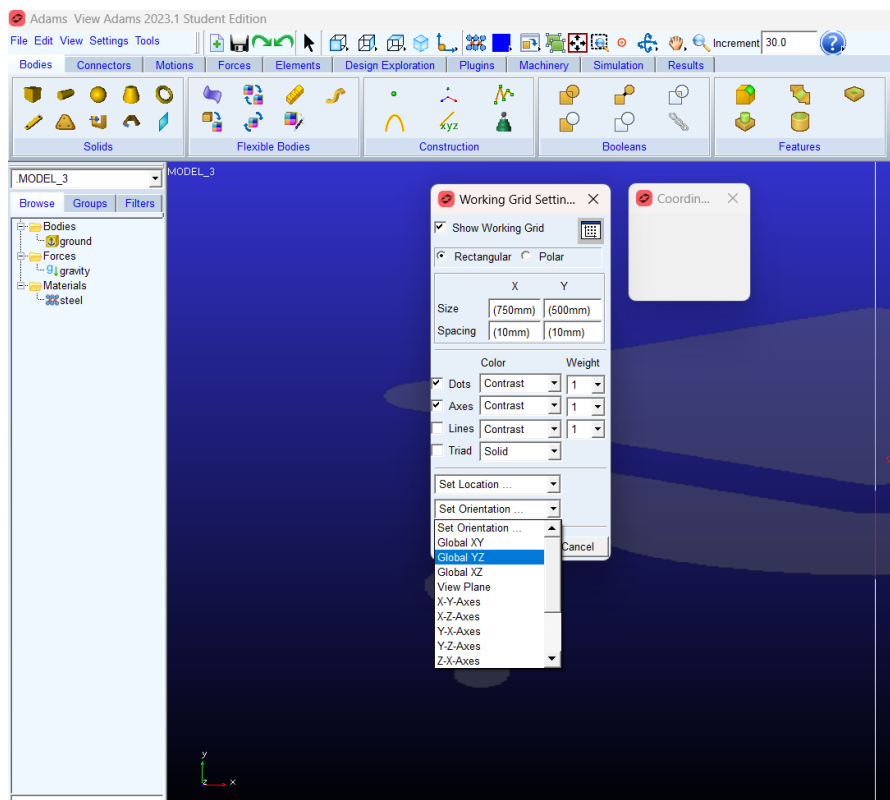 Adams View Adams 2023.1 Student Edition
File Edit View Settings Tools
Increment 30.0 ?
Bodies Connectors Motions Forces Elements Design Exploration Plugins Machinery Simulation Results
xyz
Solids Flexible Bodies Construction Booleans Features
.MODEL_3
MODEL_3
Browse Groups Filters
Bodies
ground
Forces
gravity
Materials
steel
Working Grid Settin...
Show Working Grid
Rectangular Polar
X Y
Size (750mm) (500mm)
Spacing (10mm) (10mm)
Color Weight
Dots Contrast 1
Axes Contrast 1
Lines Contrast 1
Triad Solid
Set Location ...
Set Orientation ...
Set Orientation ...
Global XY
Global YZ
Global XZ
View Plane
X-Y-Axes
X-Z-Axes
Y-X-Axes
Y-Z-Axes
Z-X-Axes
Cancel
Coordin...
y
z x